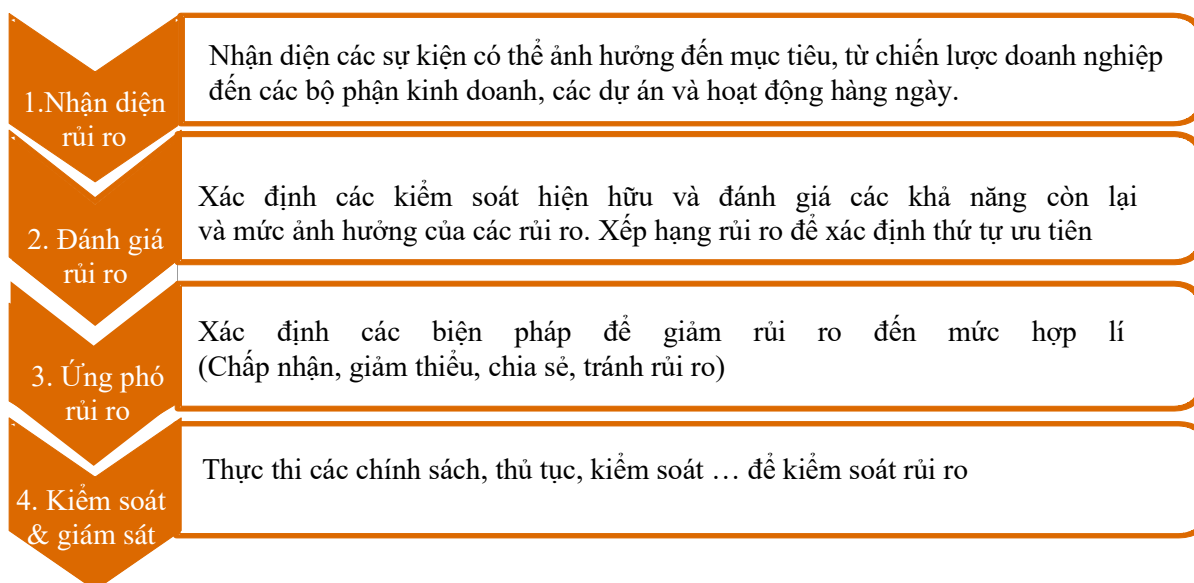 1.Nhận diện
rủi ro
Nhận diện các sự kiện có thể ảnh hưởng đến mục tiêu, từ chiến lược doanh nghiệp
đến các bộ phận kinh doanh, các dự án và hoạt động hàng ngày.
2. Đánh giá
rủi ro
Xác định các kiểm soát hiện hữu và đánh giá các khả năng còn lại
và mức ảnh hưởng của các rủi ro. Xếp hạng rủi ro để xác định thứ tự ưu tiên
3. Ứng phó
rủi ro
Xác định các biện pháp để giảm rủi ro đến mức hợp lí
(Chấp nhận, giảm thiểu, chia sẻ, tránh rủi ro)
4. Kiểm soát
& giám sát
Thực thi các chính sách, thủ tục, kiểm soát … để kiểm soát rủi ro